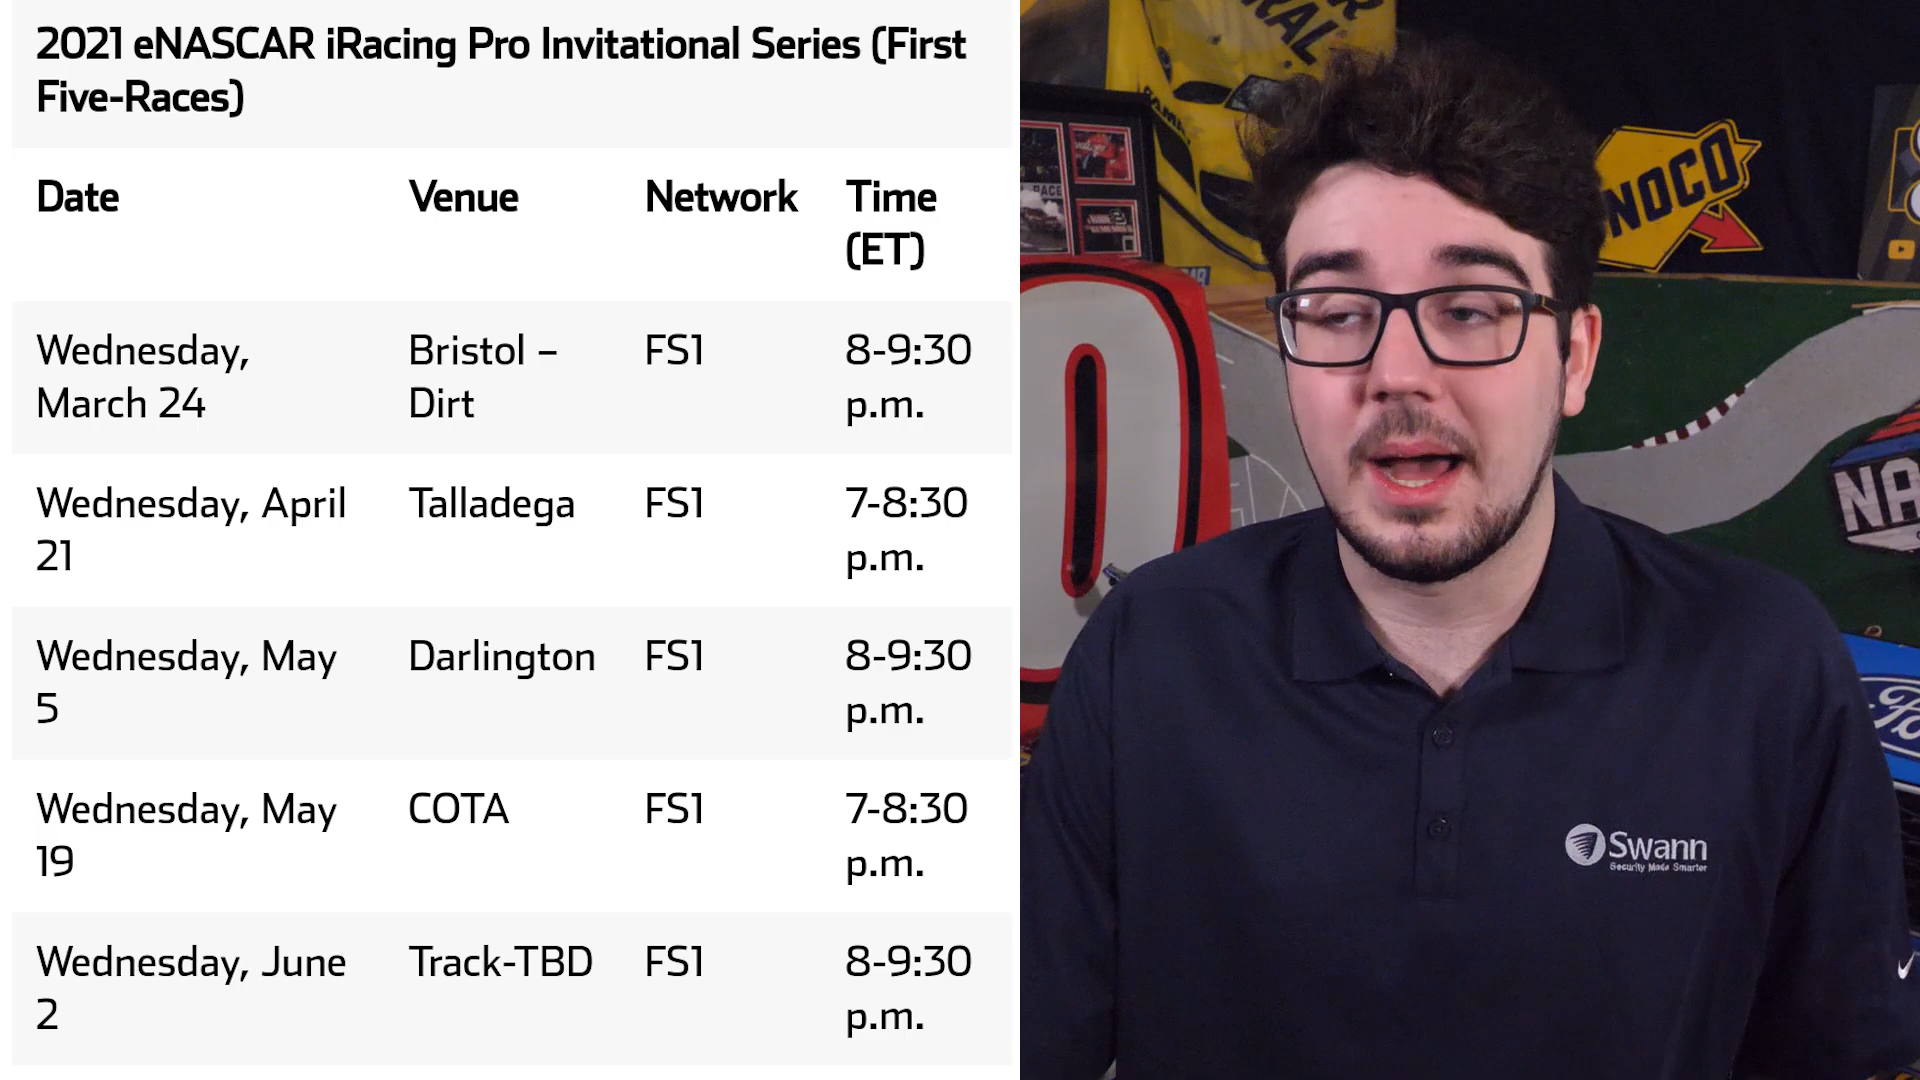 2021 eNASCAR iRacing Pro Invitational Series (First
Five-Races)
Date Venue Network Time
(ET)
Wednesday, Bristol – FS1 8-9:30
March 24 Dirt p.m.
Wednesday, April Talladega FS1 7-8:30
21 p.m.
Wednesday, May Darlington FS1 8-9:30
5 p.m.
Wednesday, May COTA FS1 7-8:30
19 p.m.
Wednesday, June Track-TBD FS1 8-9:30
2 p.m.
NOCO
NA
Swann
Security Made Smarter